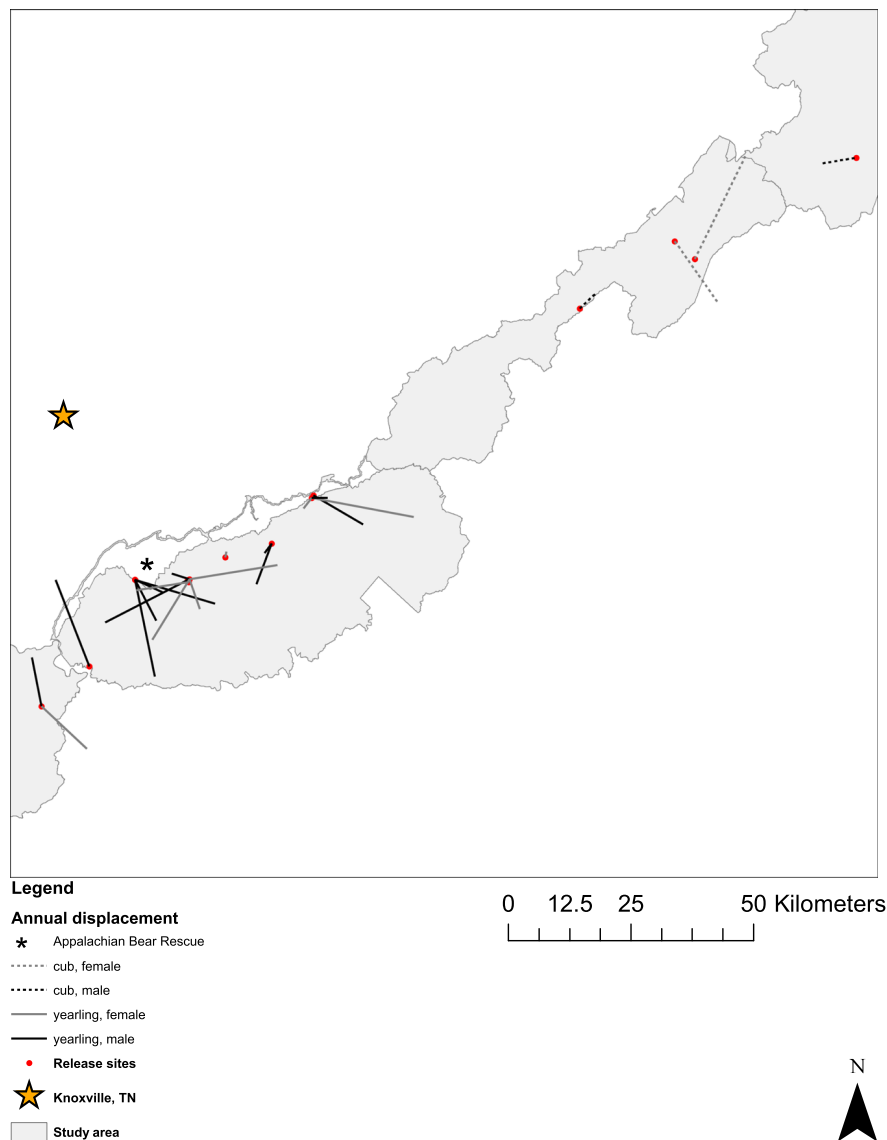 *
Legend
Annual displacement
* Appalachian Bear Rescue
cub, female
cub, male
yearling, female
yearling, male
Release sites
Knoxville, TN
Study area
0 12.5 25 50 Kilometers
N